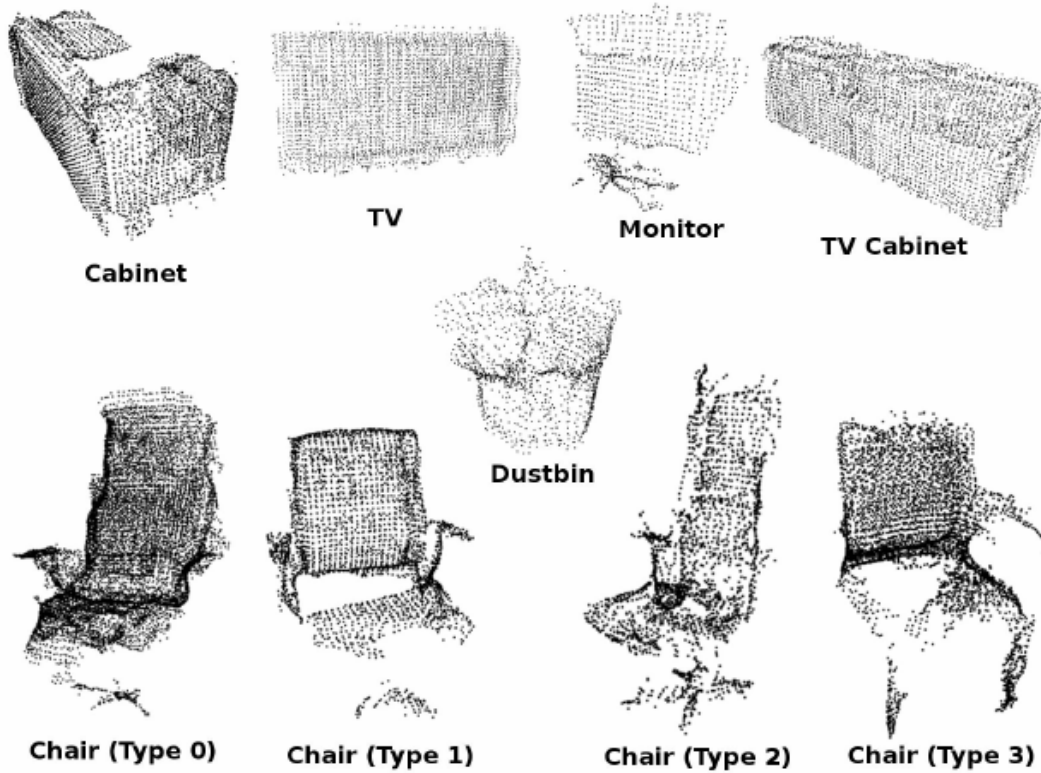 TV
Monitor
TV Cabinet
Cabinet
Dustbin
Chair (Type 0)
Chair (Type 1)
Chair (Type 2)
Chair (Type 3)